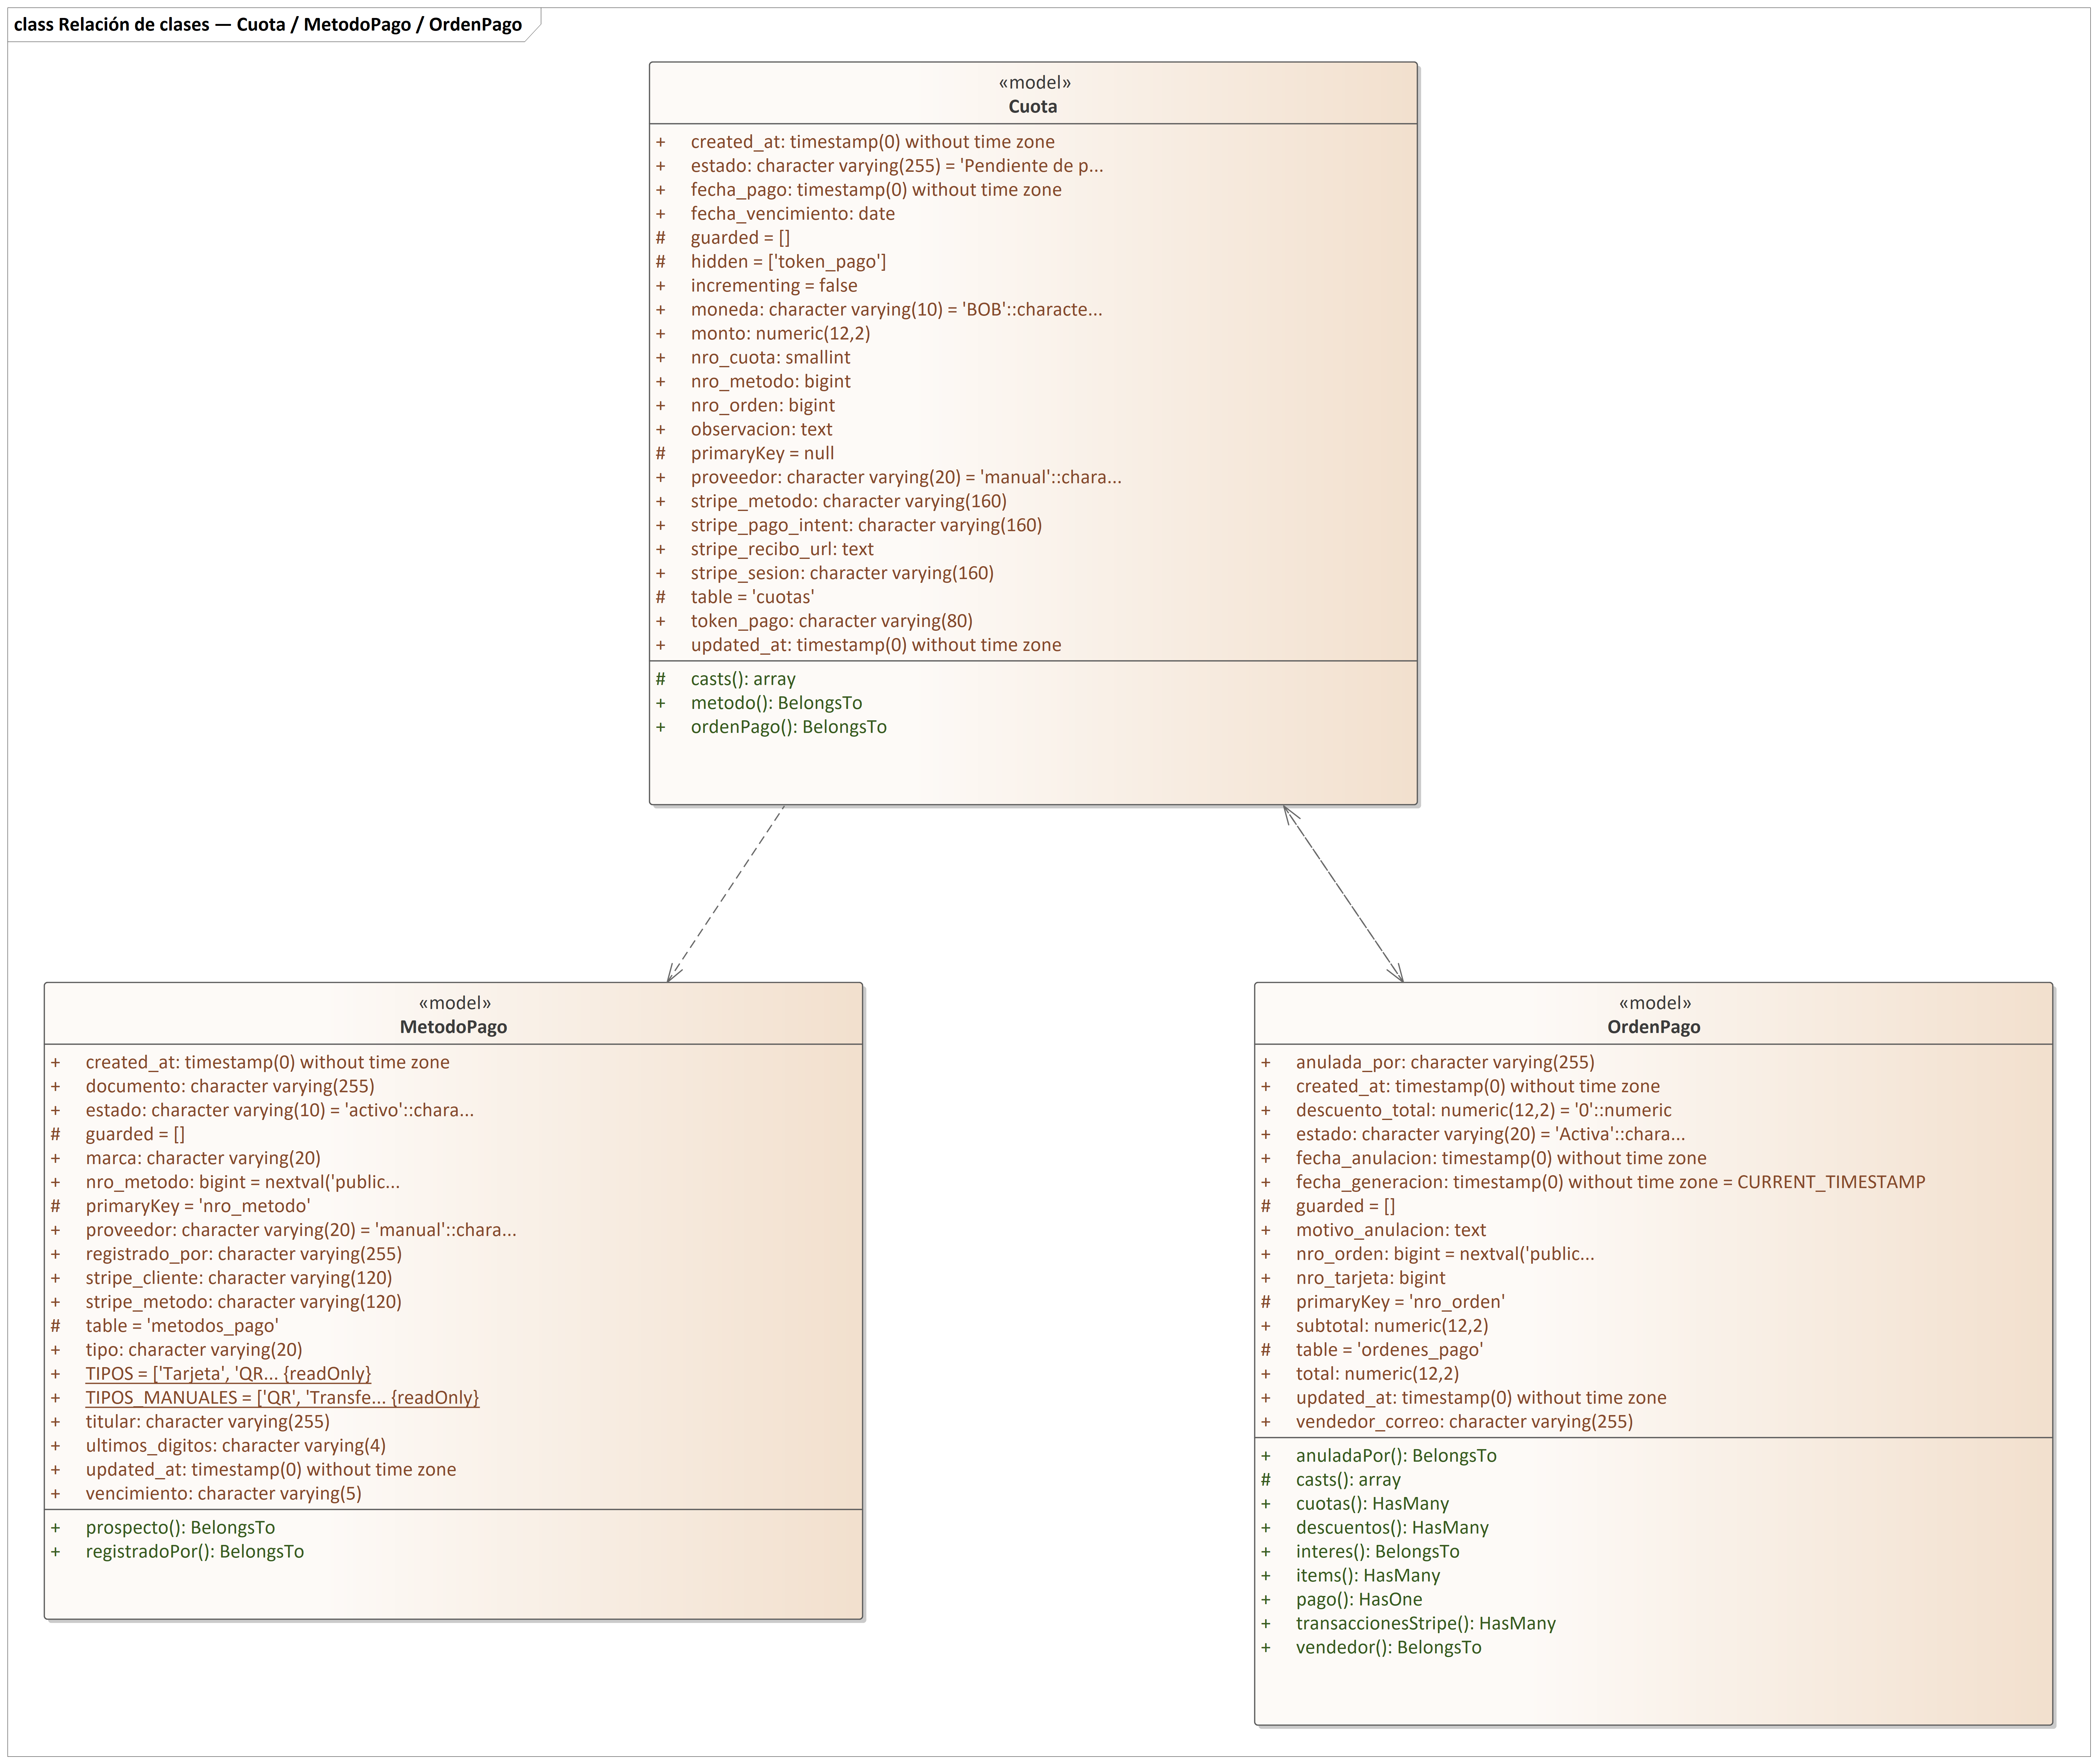 class Relación de clases — Cuota / MetodoPago / OrdenPago
«model»
Cuota
+ created_at: timestamp(0) without time zone
+ estado: character varying(255) = 'Pendiente de p...
+ fecha_pago: timestamp(0) without time zone
+ fecha_vencimiento: date
# guarded = []
# hidden = ['token_pago']
+ incrementing = false
+ moneda: character varying(10) = 'BOB'::characte...
+ monto: numeric(12,2)
+ nro_cuota: smallint
+ nro_metodo: bigint
+ nro_orden: bigint
+ observacion: text
# primaryKey = null
+ proveedor: character varying(20) = 'manual'::chara...
+ stripe_metodo: character varying(160)
+ stripe_pago_intent: character varying(160)
+ stripe_recibo_url: text
+ stripe_sesion: character varying(160)
# table = 'cuotas'
+ token_pago: character varying(80)
+ updated_at: timestamp(0) without time zone
# casts(): array
+ metodo(): BelongsTo
+ ordenPago(): BelongsTo
«model»
MetodoPago
+ created_at: timestamp(0) without time zone
+ documento: character varying(255)
+ estado: character varying(10) = 'activo'::chara...
# guarded = []
+ marca: character varying(20)
+ nro_metodo: bigint = nextval('public...
# primaryKey = 'nro_metodo'
+ proveedor: character varying(20) = 'manual'::chara...
+ registrado_por: character varying(255)
+ stripe_cliente: character varying(120)
+ stripe_metodo: character varying(120)
# table = 'metodos_pago'
+ tipo: character varying(20)
+ TIPOS = ['Tarjeta', 'QR... {readOnly}
+ TIPOS_MANUALES = ['QR', 'Transfe... {readOnly}
+ titular: character varying(255)
+ ultimos_digitos: character varying(4)
+ updated_at: timestamp(0) without time zone
+ vencimiento: character varying(5)
+ prospecto(): BelongsTo
+ registradoPor(): BelongsTo
«model»
OrdenPago
+ anulada_por: character varying(255)
+ created_at: timestamp(0) without time zone
+ descuento_total: numeric(12,2) = '0'::numeric
+ estado: character varying(20) = 'Activa'::chara...
+ fecha_anulacion: timestamp(0) without time zone
+ fecha_generacion: timestamp(0) without time zone = CURRENT_TIMESTAMP
# guarded = []
+ motivo_anulacion: text
+ nro_orden: bigint = nextval('public...
+ nro_tarjeta: bigint
# primaryKey = 'nro_orden'
+ subtotal: numeric(12,2)
# table = 'ordenes_pago'
+ total: numeric(12,2)
+ updated_at: timestamp(0) without time zone
+ vendedor_correo: character varying(255)
+ anuladaPor(): BelongsTo
# casts(): array
+ cuotas(): HasMany
+ descuentos(): HasMany
+ interes(): BelongsTo
+ items(): HasMany
+ pago(): HasOne
+ transaccionesStripe(): HasMany
+ vendedor(): BelongsTo